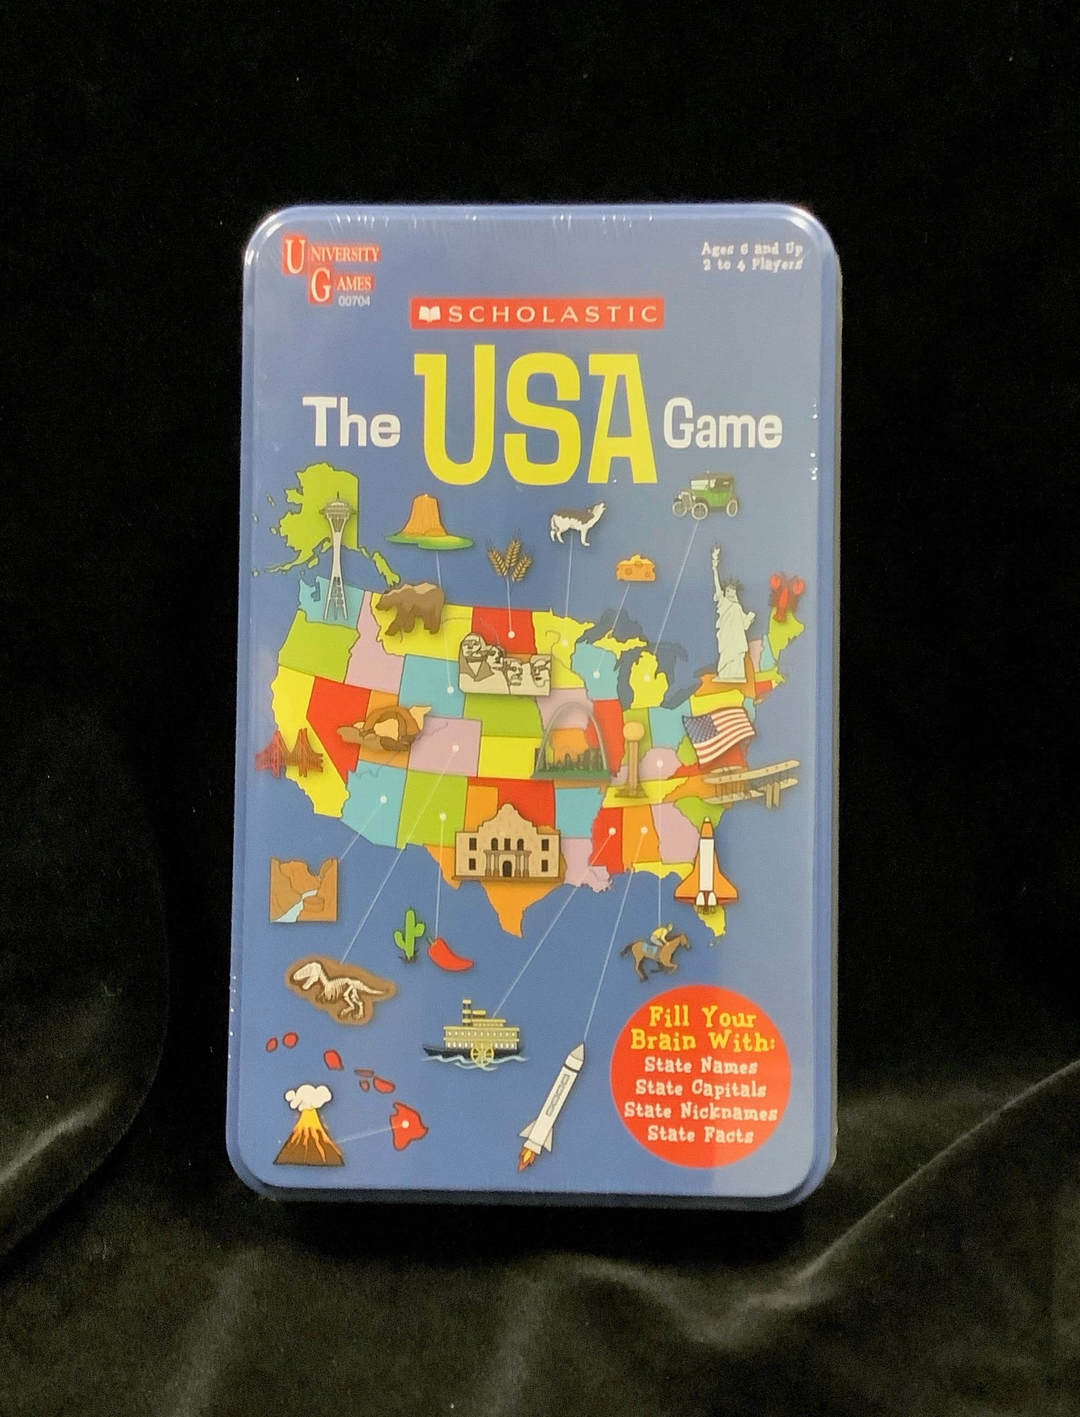 UNIVERSITY
GAMES
00704
Ages 6 and Up
2 to 4 Players
SCHOLASTIC
The USA Game
Fill Your
Brain With:
State Names
State Capitals
State Nicknames
State Facts